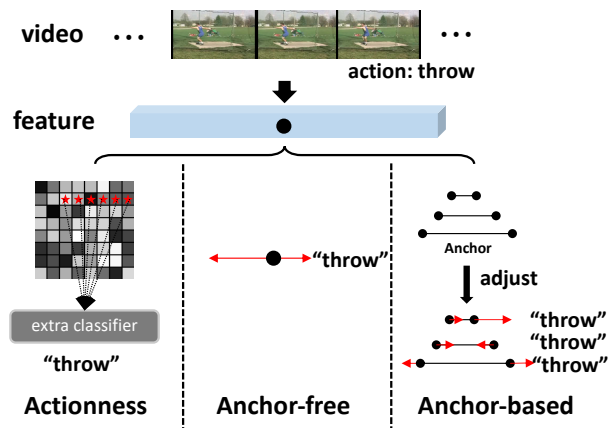 video ... ...
action: throw
feature
Anchor
adjust
"throw"
extra classifier
"throw"
"throw"
"throw"
"throw"
Actionness
Anchor-free
Anchor-based